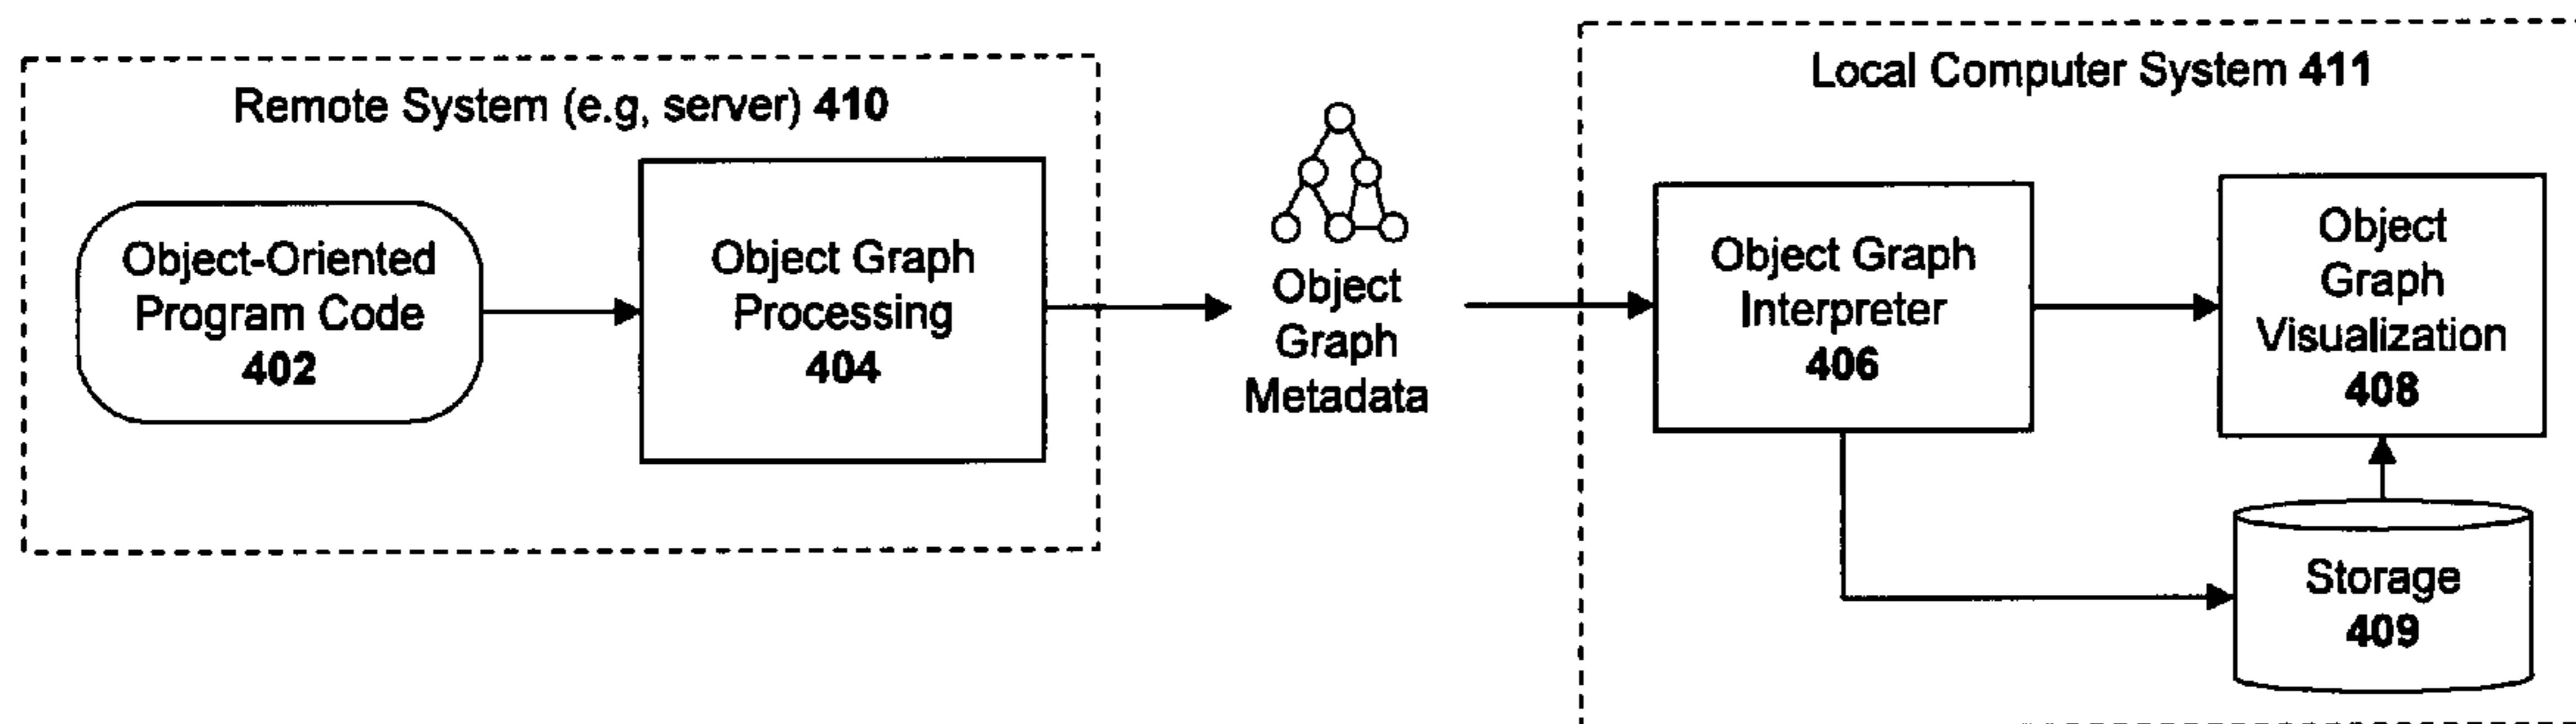 Remote System (e.g, server) 410
Object-Oriented
Program Code
402
Object Graph
Processing
404
Object
Graph
Metadata
Local Computer System 411
Object Graph
Interpreter
406
Object
Graph
Visualization
408
Storage
409